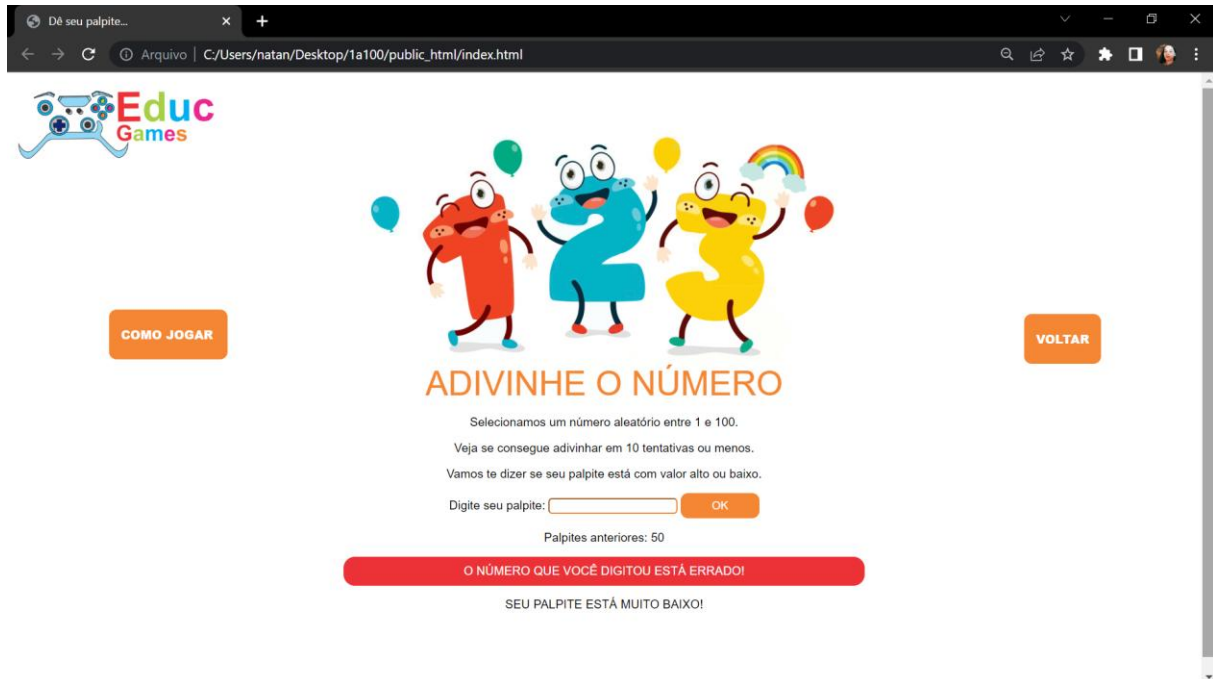 Dê seu palpite...
Arquivo | C:/Users/natan/Desktop/1a100/public_html/index.html
Educ
Games
1 2 3
COMO JOGAR
VOLTAR
ADIVINHE O NÚMERO
Selecionamos um número aleatório entre 1 e 100.
Veja se consegue adivinhar em 10 tentativas ou menos.
Vamos te dizer se seu palpite está com valor alto ou baixo.
Digite seu palpite: OK
Palpites anteriores: 50
O NÚMERO QUE VOCÊ DIGITOU ESTÁ ERRADO!
SEU PALPITE ESTÁ MUITO BAIXO!